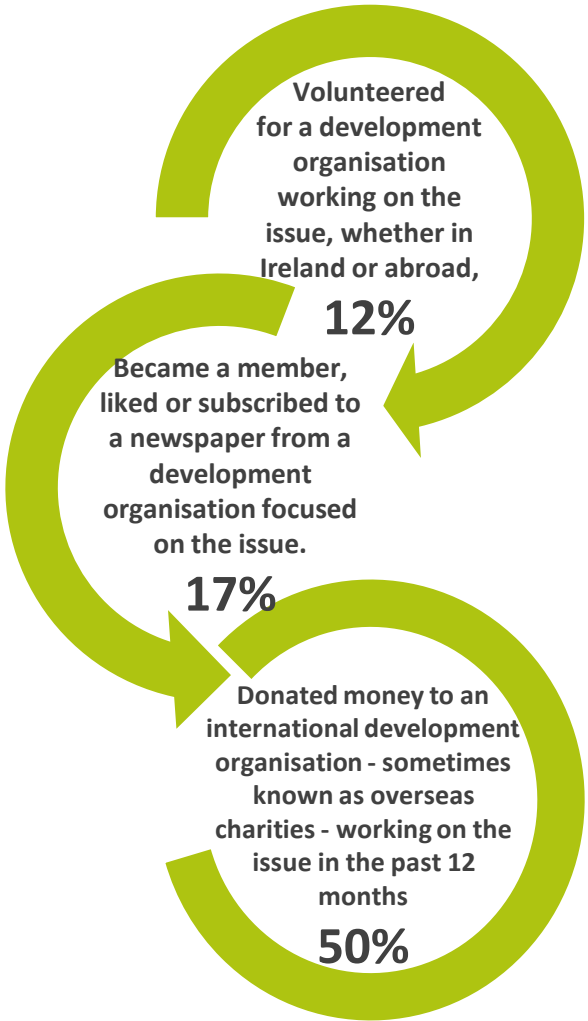 Volunteered
for a development
organisation
working on the
issue, whether in
Ireland or abroad,
12%
Became a member,
liked or subscribed to
a newspaper from a
development
organisation focused
on the issue.
17%
Donated money to an
international development
organisation - sometimes
known as overseas
charities - working on the
issue in the past 12
months
50%